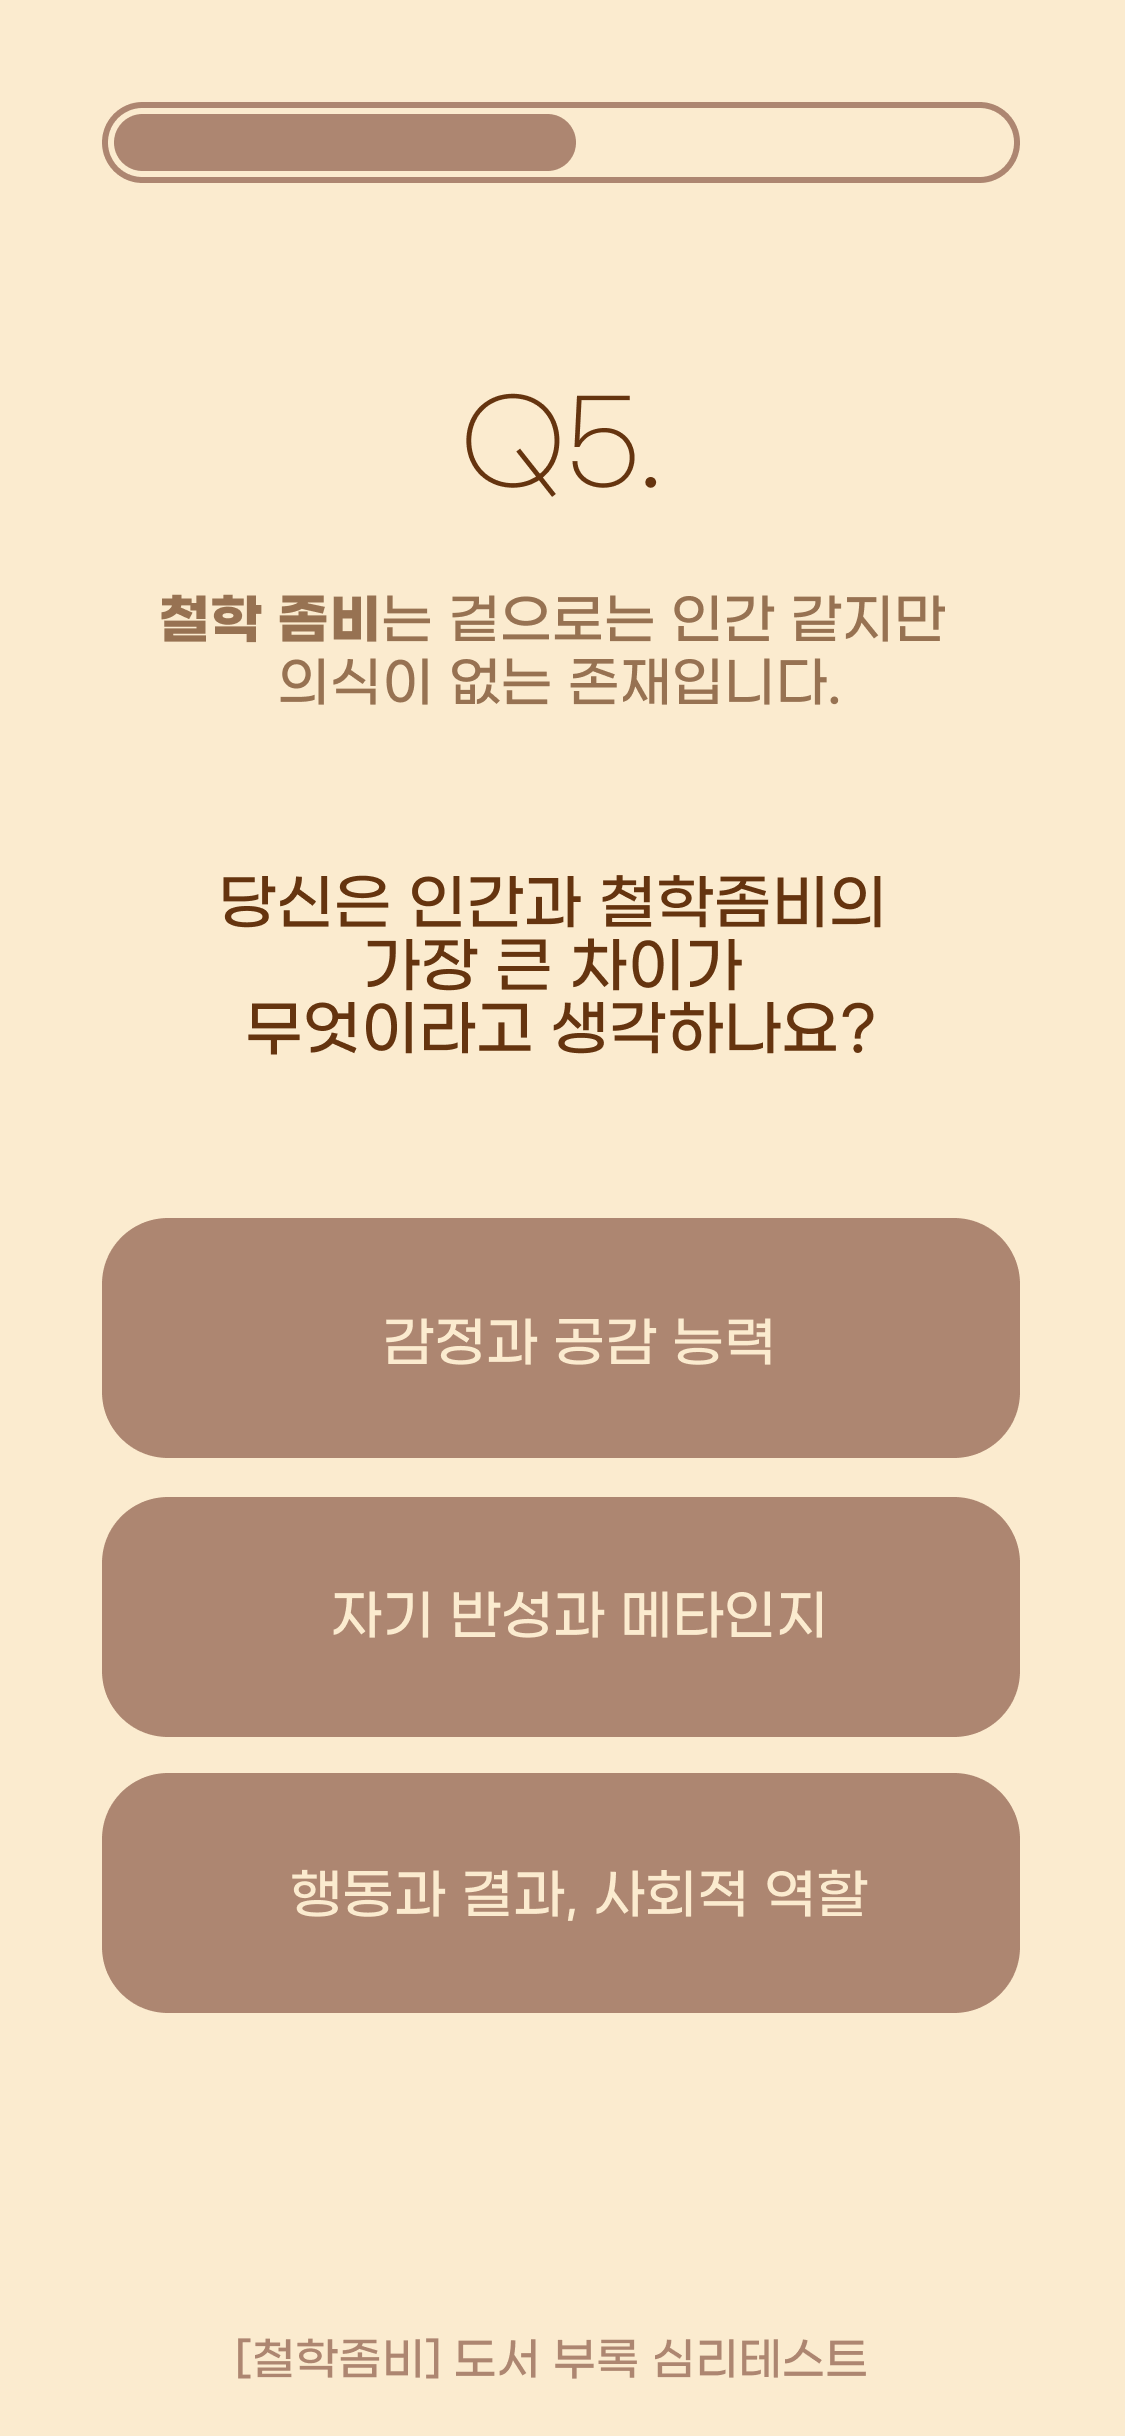 Q5.
철학 좀비는 겉으로는 인간 같지만
의식이 없는 존재입니다.
당신은 인간과 철학좀비의
가장 큰 차이가
무엇이라고 생각하나요?
감정과 공감 능력
자기 반성과 메타인지
행동과 결과, 사회적 역할
[철학좀비] 도서 부록 심리테스트